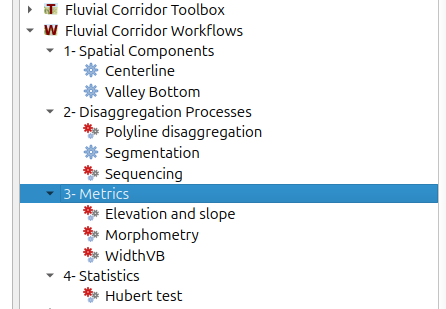 Fluvial Corridor Toolbox
Fluvial Corridor Workflows
1- Spatial Components
Centerline
Valley Bottom
2- Disaggregation Processes
Polyline disaggregation
Segmentation
Sequencing
3- Metrics
Elevation and slope
Morphometry
WidthVB
4- Statistics
Hubert test